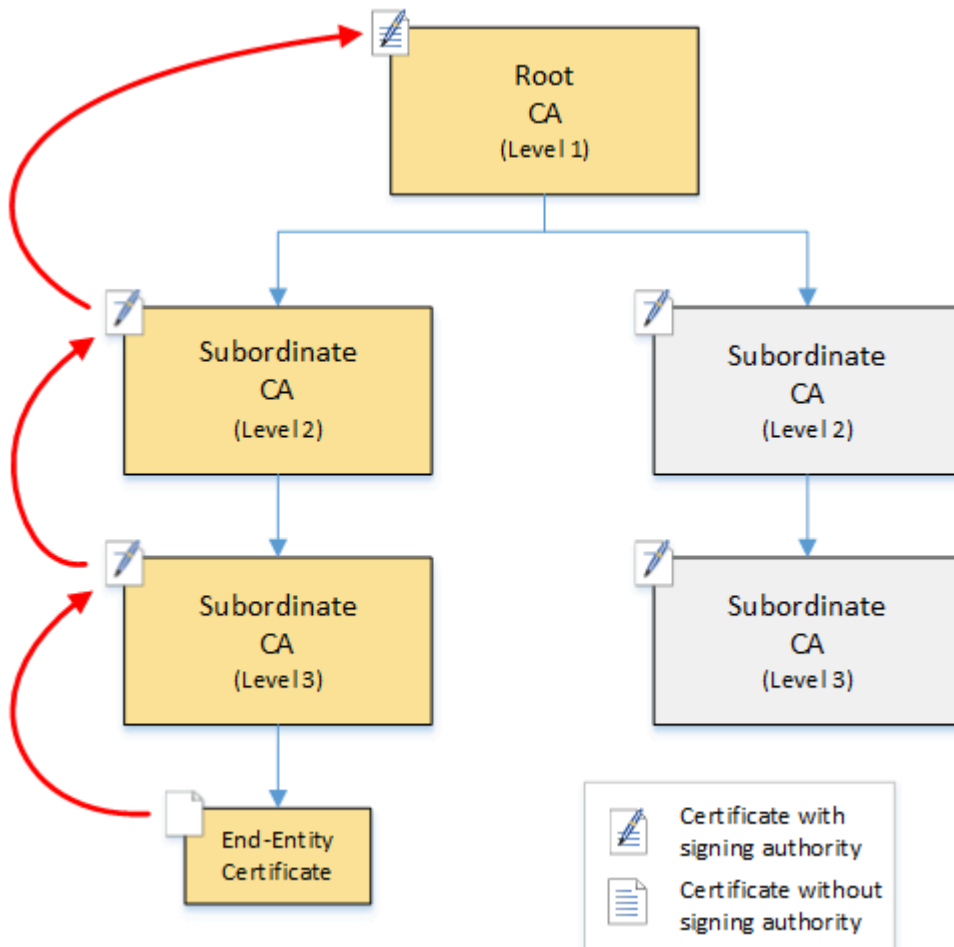 Root
CA
(Level 1)
Subordinate
CA
(Level 2)
Subordinate
CA
(Level 2)
Subordinate
CA
(Level 3)
Subordinate
CA
(Level 3)
End-Entity
Certificate
Certificate with
signing authority
Certificate without
signing authority